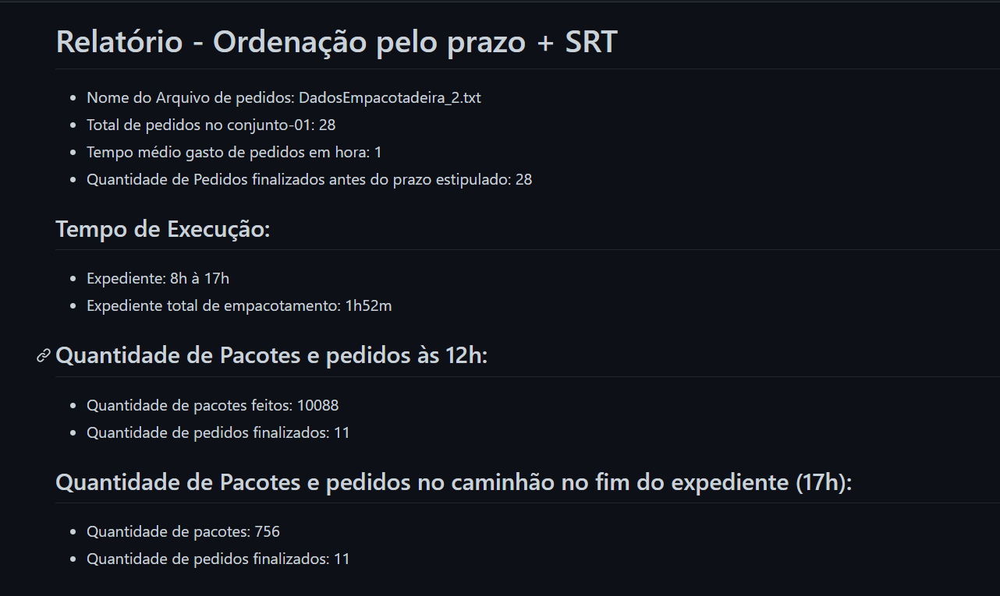 Relatório - Ordenação pelo prazo + SRT
Nome do Arquivo de pedidos: DadosEmpacotadeira_2.txt
Total de pedidos no conjunto-01: 28
Tempo médio gasto de pedidos em hora: 1
Quantidade de Pedidos finalizados antes do prazo estipulado: 28
Tempo de Execução:
Expediente: 8h à 17h
Expediente total de empacotamento: 1h52m
Quantidade de Pacotes e pedidos às 12h:
Quantidade de pacotes feitos: 10088
Quantidade de pedidos finalizados: 11
Quantidade de Pacotes e pedidos no caminhão no fim do expediente (17h):
Quantidade de pacotes: 756
Quantidade de pedidos finalizados: 11